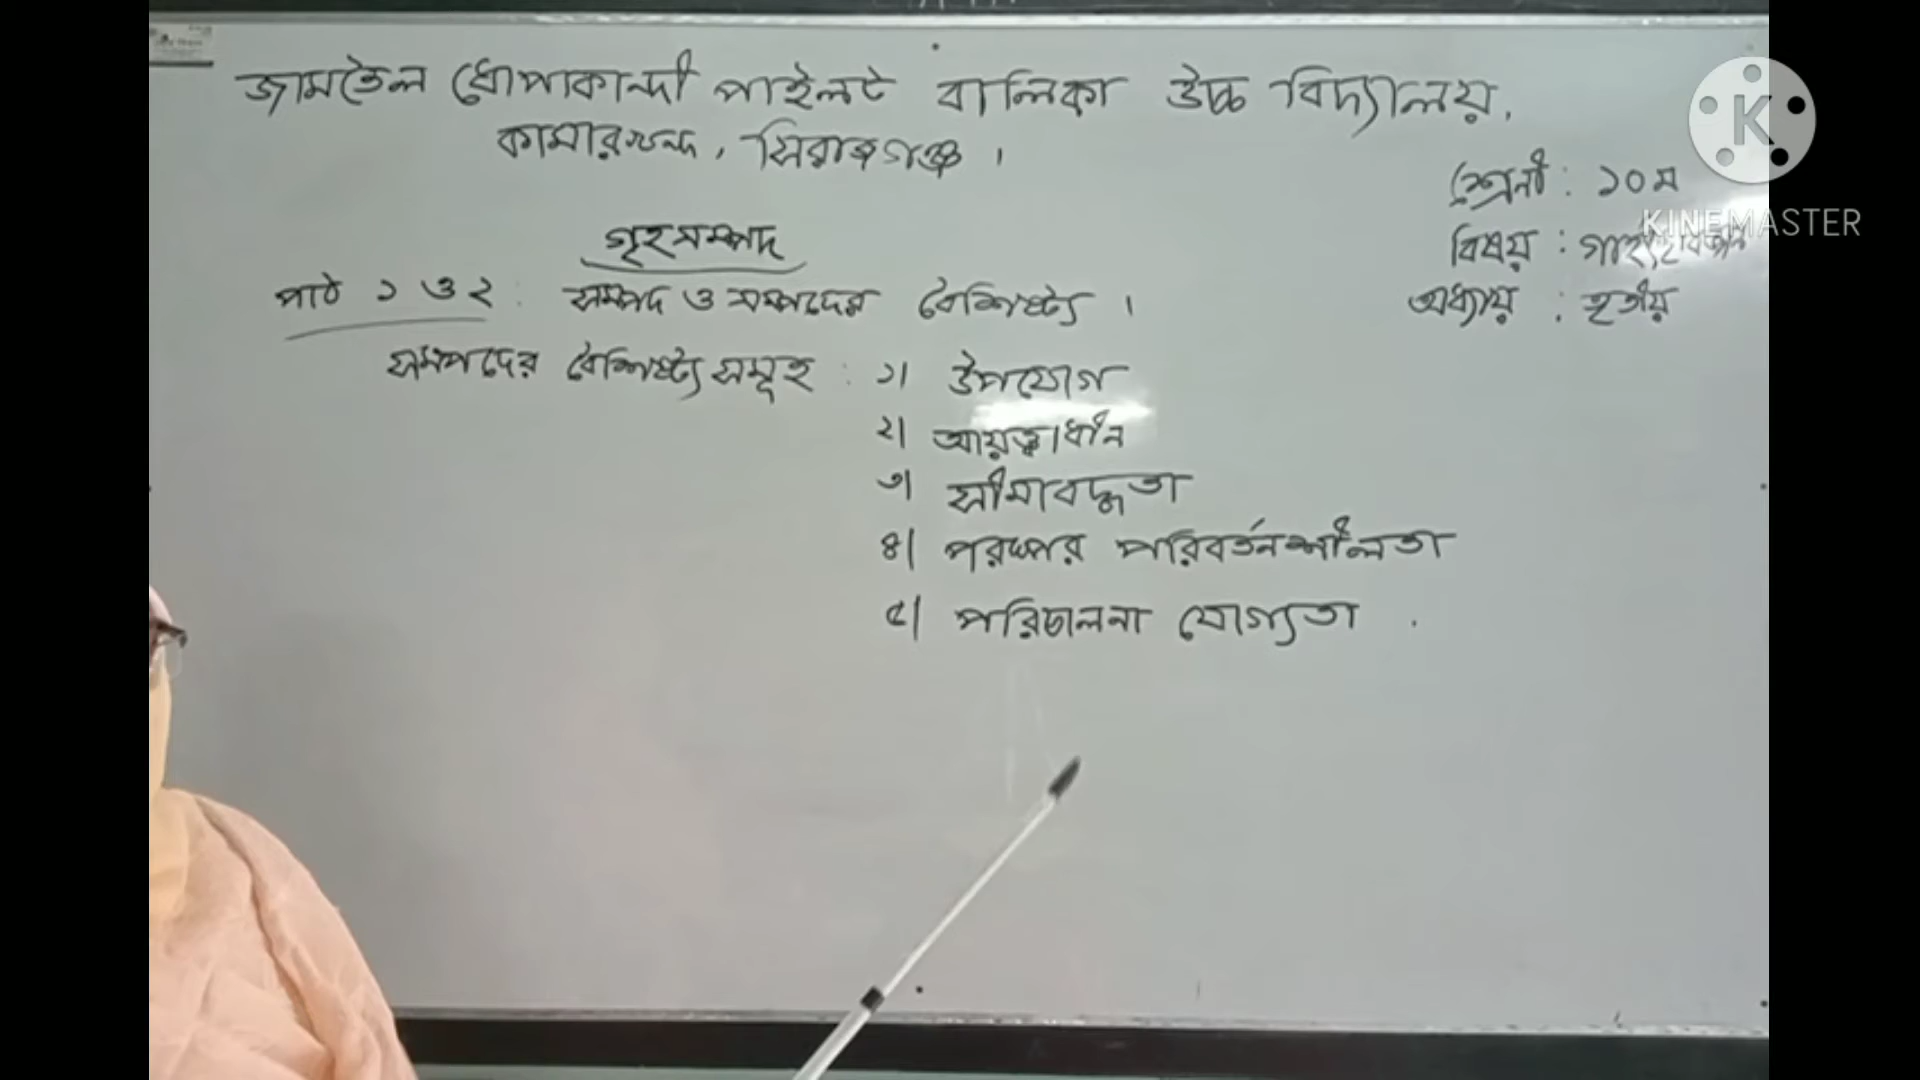 জামতৈল ধোপাকান্দী পাইলট বালিকা উচ্চ বিদ্যালয়,
কামারখন্দ, সিরাজগঞ্জ ।
শ্রেনী : ১০ম
বিষয় : গার্হস্থ্যবিজ্ঞান
অধ্যায় : তৃতীয়
গৃহসম্পদ
পাঠ ১ ও ২ : সম্পদ ও সম্পদের বৈশিষ্ট্য ।
সম্পদের বৈশিষ্ট্যসমূহ : ১। উপযোগ
২। আয়ত্বাধীন
৩। সীমাবদ্ধতা
৪। পরস্পর পরিবর্তনশীলতা
৫। পরিচালনা যোগ্যতা .
K
KINEMASTER